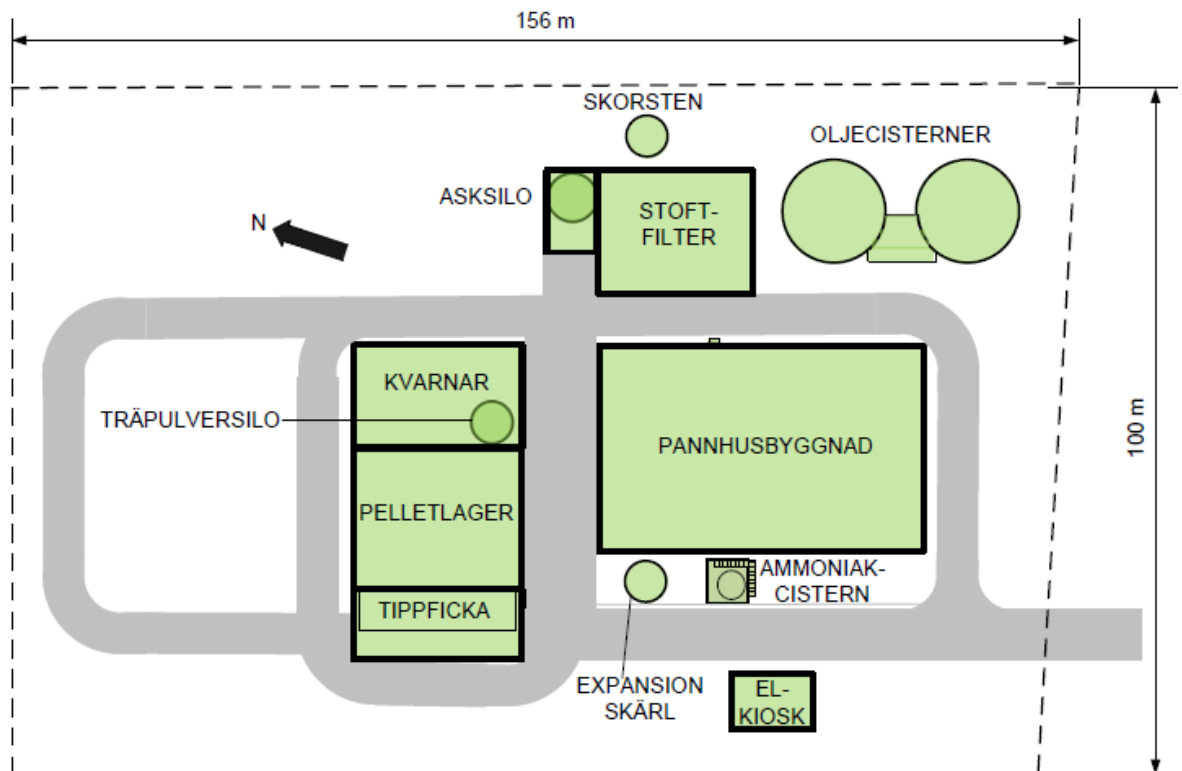 156 m
SKORSTEN
OLJECISTERNER
ASKSILO
STOFT-
FILTER
N
KVARNAR
TRÄPULVERSILO
PANNHUSBYGGNAD
100 m
PELLETLAGER
AMMONIAK-
CISTERN
TIPPFICKA
EXPANSION
SKÄRL
EL-
KIOSK